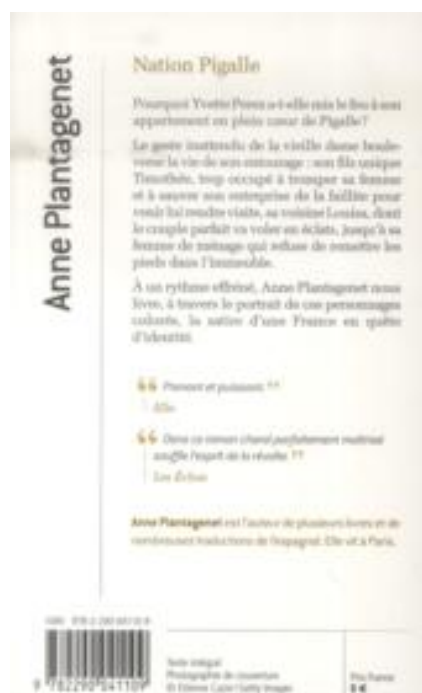 Anne Plantagenet
Nation Pigalle
Pourquoi Yvette Perez a-t-elle mis le feu à son
appartement en plein cœur de Pigalle ?
Le geste inattendu de la vieille dame boule-
verse la vie de son entourage : son fils unique
Timothée, trop occupé à tromper sa femme
et à sauver son entreprise de la faillite pour
venir lui rendre visite, sa voisine Louisa, dont
le couple parfait va voler en éclats, jusqu'à sa
femme de ménage qui refuse de remettre les
pieds dans l'immeuble.
À un rythme effréné, Anne Plantagenet nous
livre, à travers le portrait de ces personnages
colorés, la satire d'une France en quête
d'identité.
“ Prenant et puissant. ”
Elle
“ Dans ce roman choral parfaitement maîtrisé
souffle l'esprit de la révolte. ”
Les Échos
Anne Plantagenet est l'auteur de plusieurs livres et de
nombreuses traductions de l'espagnol. Elle vit à Paris.
9 782290 041109
Texte intégral
Photographie de couverture
Prix France
8 €